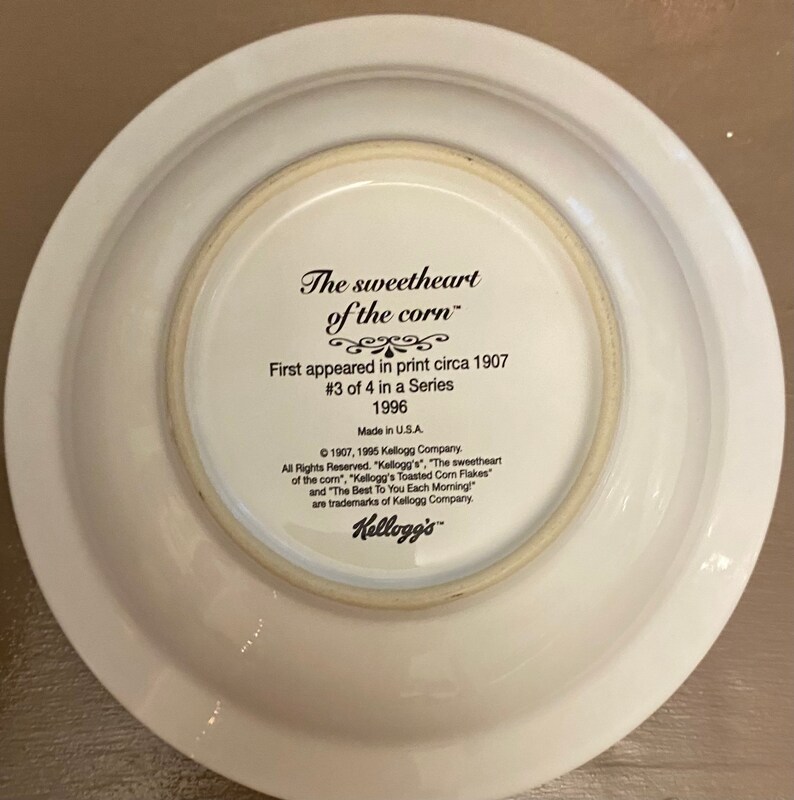 The sweetheart
of the corn™
First appeared in print circa 1907
#3 of 4 in a Series
1996
Made in U.S.A.
© 1907, 1995 Kellogg Company.
All Rights Reserved. "Kellogg's", "The sweetheart
of the corn", "Kellogg's Toasted Corn Flakes"
and "The Best To You Each Morning!"
are trademarks of Kellogg Company.
Kellogg's™